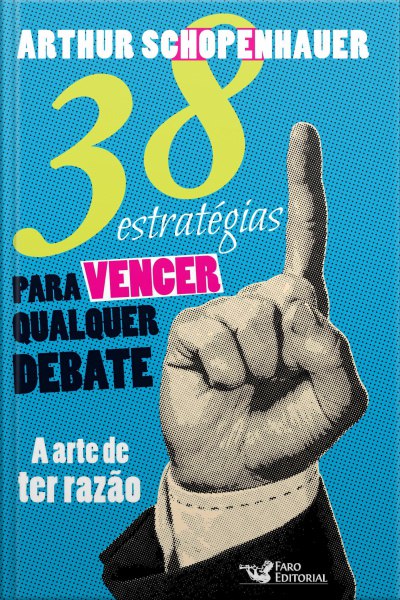 ARTHUR SCHOPENHAUER
38
estratégias
PARA VENCER
QUALQUER
DEBATE
A arte de
ter razão
FARO
EDITORIAL